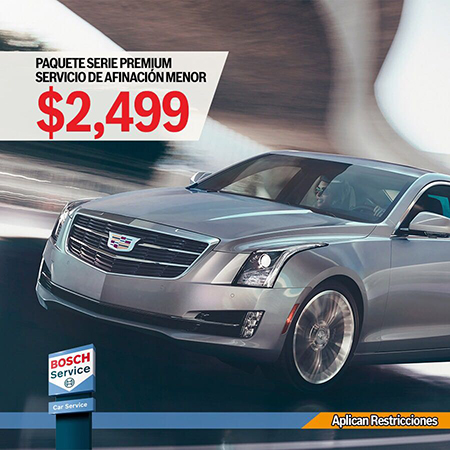 PAQUETE SERIE PREMIUM
SERVICIO DE AFINACIÓN MENOR
$2,499
BOSCH
Service
Car Service
Aplican Restricciones